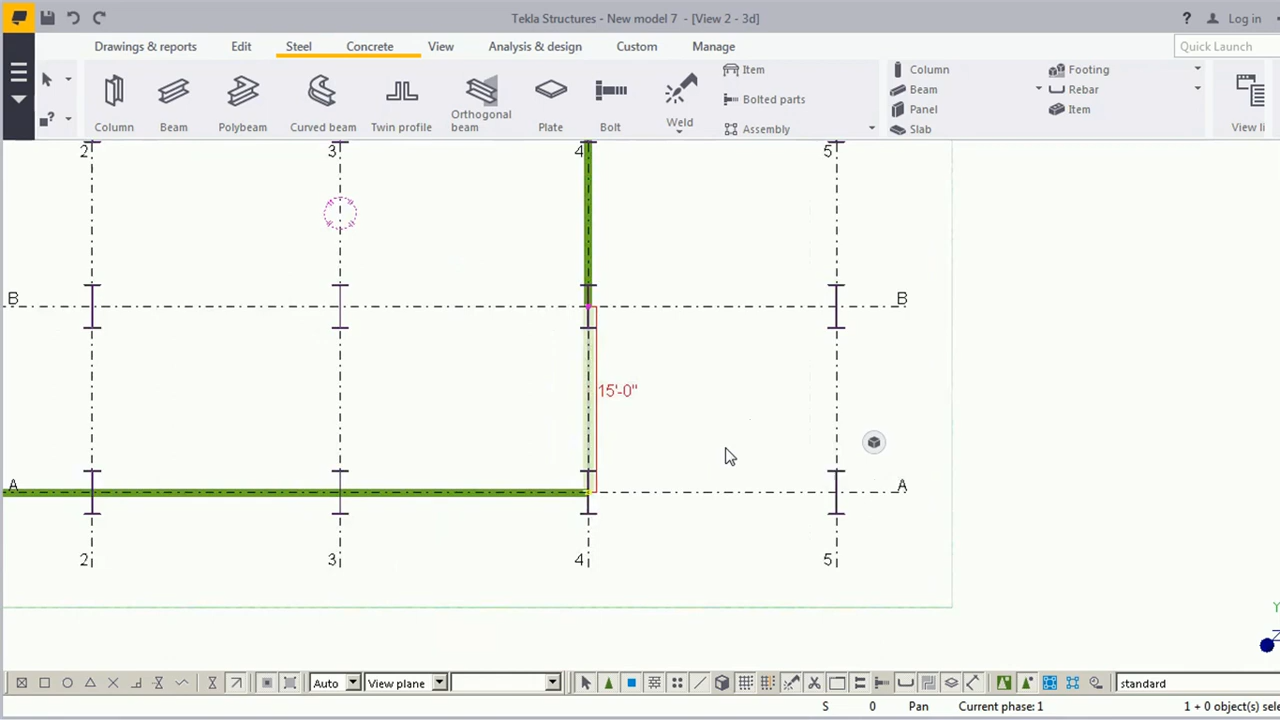 Tekla Structures - New model 7 - [View 2 - 3d]
? Log in
Drawings & reports Edit Steel Concrete View Analysis & design Custom Manage
Quick Launch
Column
Beam
Polybeam
Curved beam
Twin profile
Orthogonal
beam
Plate
Bolt
Weld
Item
Bolted parts
Assembly
Column
Beam
Panel
Slab
Footing
Rebar
Item
View li
2 3 4 5
B B
15'-0"
A A
2 3 4 5
Y
Z
Auto View plane standard
S 0 Pan Current phase: 1 1 + 0 object(s) sele